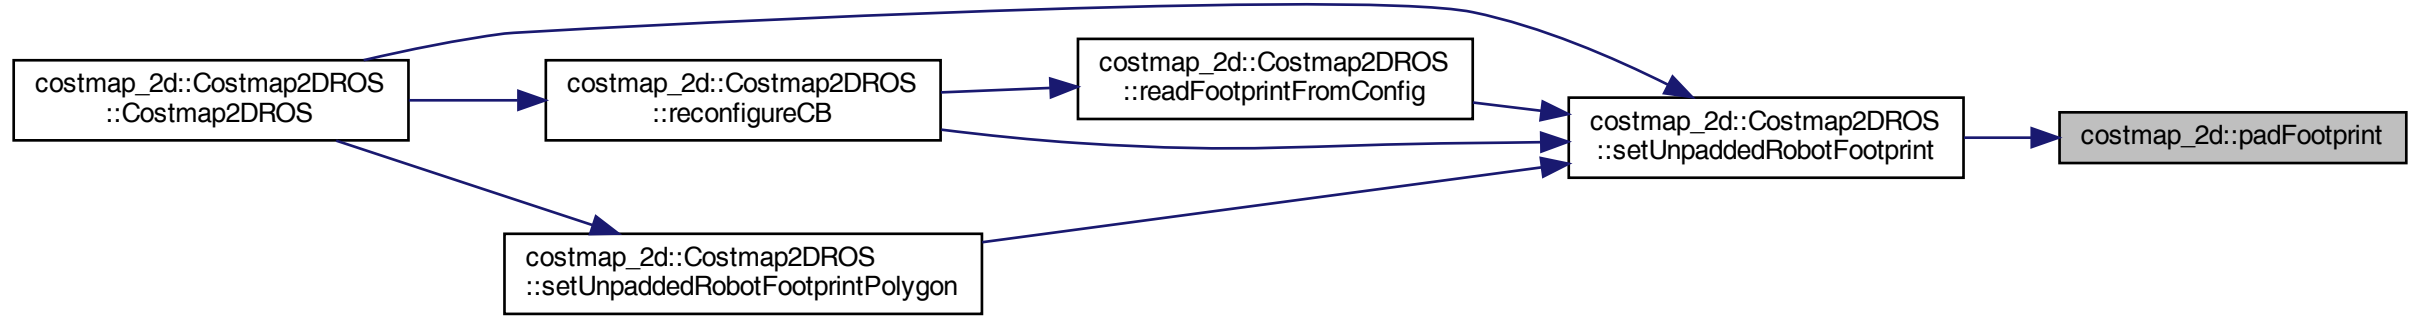 costmap_2d::Costmap2DROS
::Costmap2DROS
costmap_2d::Costmap2DROS
::reconfigureCB
costmap_2d::Costmap2DROS
::readFootprintFromConfig
costmap_2d::Costmap2DROS
::setUnpaddedRobotFootprint
costmap_2d::padFootprint
costmap_2d::Costmap2DROS
::setUnpaddedRobotFootprintPolygon